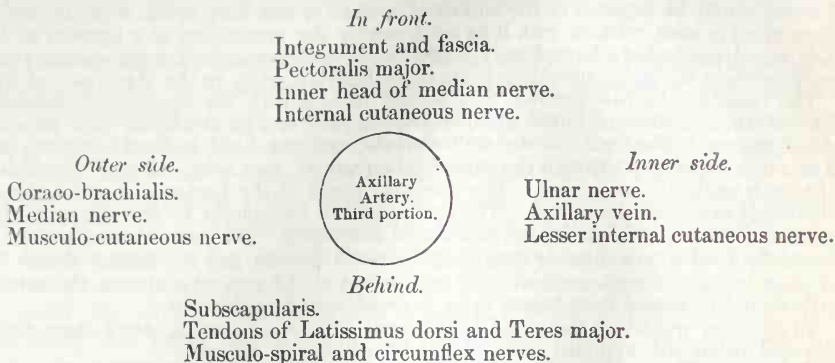 In front.
Integument and fascia.
Pectoralis major.
Inner head of median nerve.
Internal cutaneous nerve.
Outer side.
Coraco-brachialis.
Median nerve.
Musculo-cutaneous nerve.
Axillary
Artery.
Third portion.
Inner side.
Ulnar nerve.
Axillary vein.
Lesser internal cutaneous nerve.
Behind.
Subscapularis.
Tendons of Latissimus dorsi and Teres major.
Musculo-spiral and circumflex nerves.